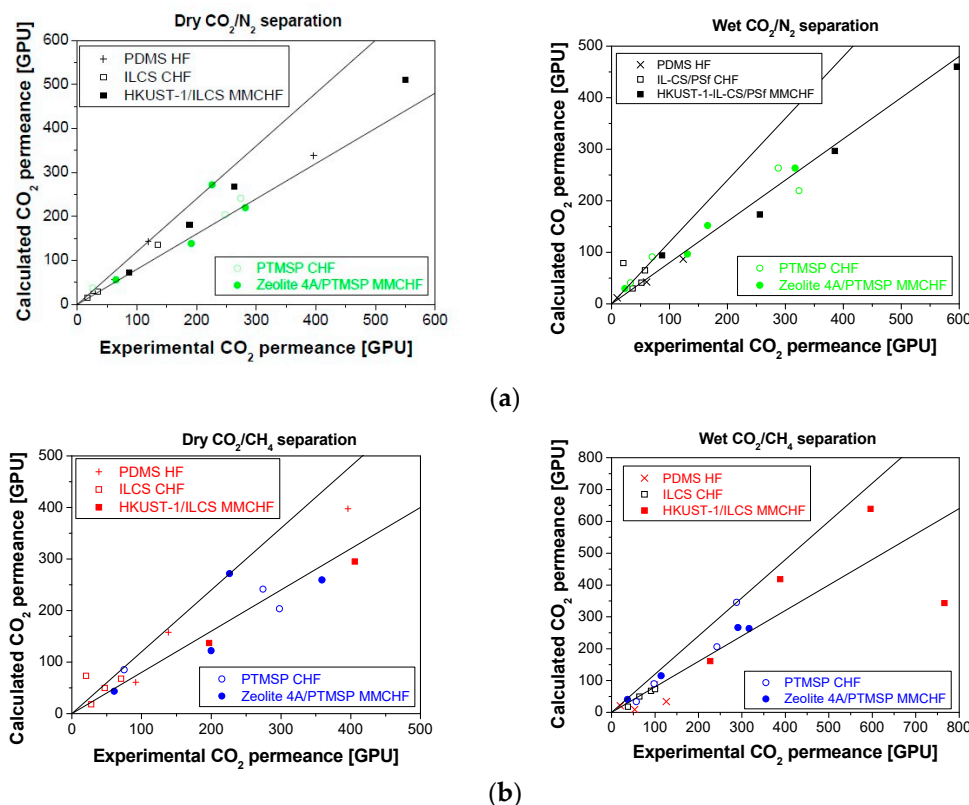 Dry CO₂/N₂ separation
Calculated CO₂ permeance [GPU]
600
500
400
300
200
100
0
PDMS HF
ILCS CHF
HKUST-1/ILCS MMCHF
PTMSP CHF
Zeolite 4A/PTMSP MMCHF
0 100 200 300 400 500 600
Experimental CO₂ permeance [GPU]
Wet CO₂/N₂ separation
Calculated CO₂ permeance [GPU]
500
400
300
200
100
0
PDMS HF
IL-CS/PSf CHF
HKUST-1-IL-CS/PSf MMCHF
PTMSP CHF
Zeolite 4A/PTMSP MMCHF
0 100 200 300 400 500 600
experimental CO₂ permeance [GPU]
(a)
Dry CO₂/CH₄ separation
Calculated CO₂ permeance [GPU]
500
400
300
200
100
0
PDMS HF
ILCS CHF
HKUST-1/ILCS MMCHF
PTMSP CHF
Zeolite 4A/PTMSP MMCHF
0 100 200 300 400 500
Experimental CO₂ permeance [GPU]
Wet CO₂/CH₄ separation
Calculated CO₂ permeance [GPU]
800
700
600
500
400
300
200
100
0
PDMS HF
ILCS CHF
HKUST-1/ILCS MMCHF
PTMSP CHF
Zeolite 4A/PTMSP MMCHF
0 100 200 300 400 500 600 700 800
Experimental CO₂ permeance [GPU]
(b)